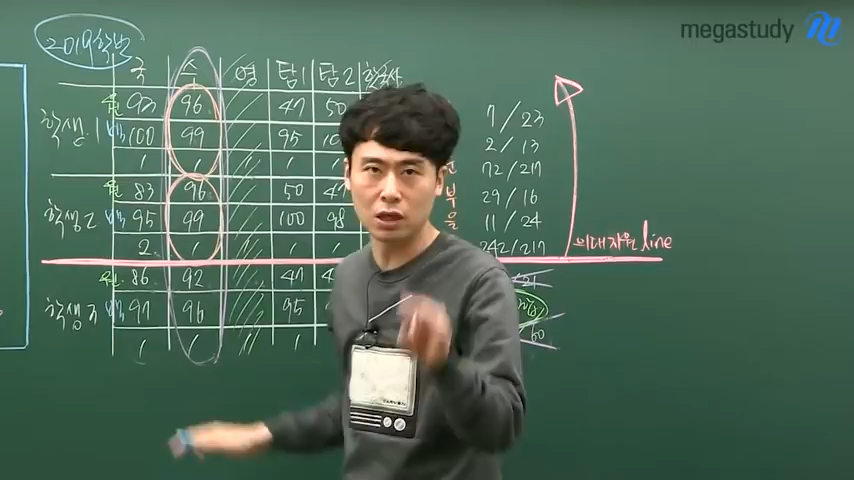 megastudy
2019학번
국 수 영 탐1 탐2 한국사
학생1 원 92 96 47 50
백 100 99 95
1 1 1 1
학생2 원 83 96 50
백 95 99 100 98
2 1 1 1
원 86 92 47
학생3 백 97 96 95
1 1 1
7/23
2/13
72/217
부 29/16
울 11/24
242/217
의대 지원 line